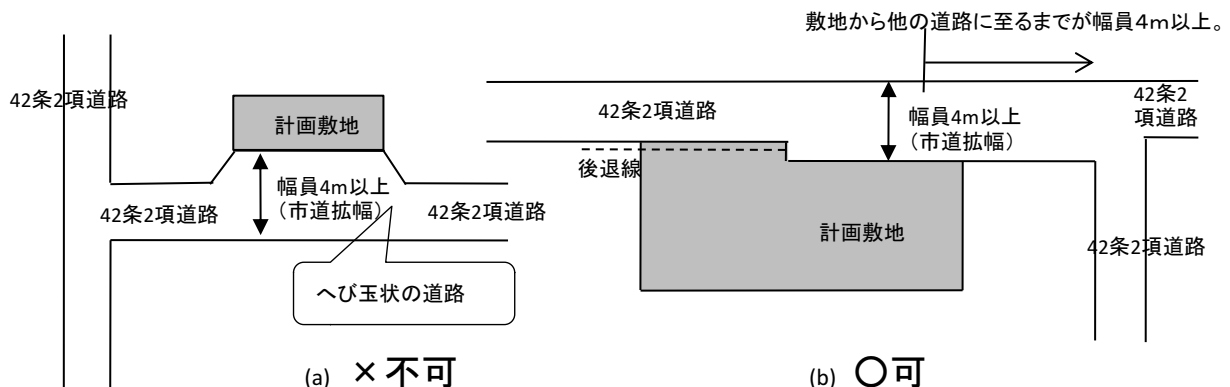 敷地から他の道路に至るまでが幅員4m以上。
42条2項道路
計画敷地
幅員4m以上
（市道拡幅）
42条2項道路
42条2項道路
へび玉状の道路
(a) ×不可
42条2項道路
幅員4m以上
（市道拡幅）
42条2
項道路
後退線
計画敷地
42条2項道路
(b) 〇可